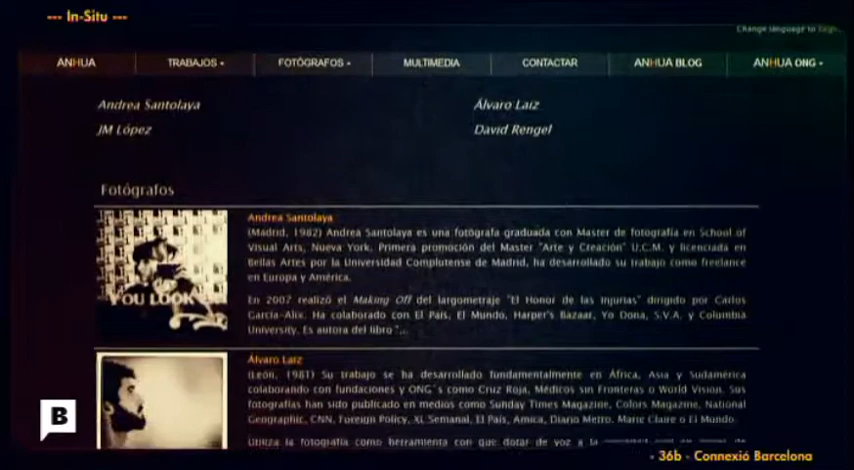 --- In-Situ ---
Change language to
ANHUA TRABAJOS FOTÓGRAFOS MULTIMEDIA CONTACTAR ANHUA BLOG ANHUA ONG
Andrea Santolaya Álvaro Laiz
JM López David Rengel
Fotógrafos
Andrea Santolaya
(Madrid, 1982) Andrea Santolaya es una fotógrafa graduada con Master de fotografía en School of
Visual Arts, Nueva York. Primera promoción del Master "Arte y Creación" U.C.M. y licenciada en
Bellas Artes por la Universidad Complutense de Madrid, ha desarrollado su trabajo como freelance
en Europa y América.
En 2007 realizó el Making Off del largometraje "El Honor de las Injurias" dirigido por Carlos
García-Alix. Ha colaborado con El País, El Mundo, Harper's Bazaar, Yo Dona, S.V.A. y Columbia
University. Es autora del libro "...
YOU LOOK
Álvaro Laiz
(León, 1981) Su trabajo se ha desarrollado fundamentalmente en África, Asia y Sudamérica
colaborando con fundaciones y ONG´s como Cruz Roja, Médicos sin Fronteras o World Vision. Sus
fotografías han sido publicado en medios como Sunday Times Magazine, Colors Magazine, National
Geographic, CNN, Foreign Policy, XL Semanal, El País, Amica, Diario Metro, Marie Claire o El Mundo
Utiliza la fotografía como herramienta con que dotar de voz a la
B
- 36b - Connexió Barcelona